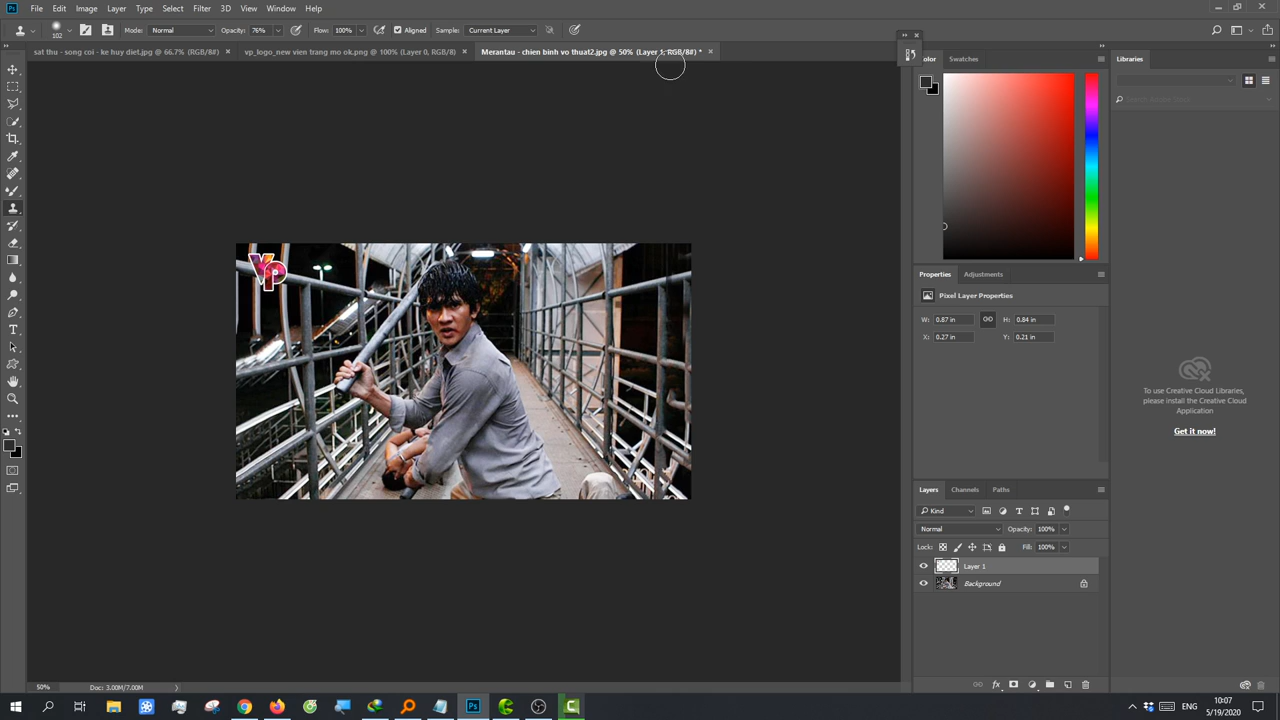 File Edit Image Layer Type Select Filter 3D View Window Help
102 Mode: Normal Opacity: 76% Flow: 100% Aligned Sample: Current Layer
sat thu - song coi - ke huy diet.jpg @ 66.7% (RGB/8#) × vp_logo_new vien trang mo ok.png @ 100% (Layer 0, RGB/8) × Merantau - chien binh vo thuat2.jpg @ 50% (Layer 1, RGB/8#) * ×
Color Swatches
Libraries
Search Adobe Stock
VP
Properties Adjustments
Pixel Layer Properties
W: 0.87 in H: 0.84 in
X: 0.27 in Y: 0.21 in
To use Creative Cloud Libraries,
please install the Creative Cloud
Application
Get it now!
Layers Channels Paths
Kind
Normal Opacity: 100%
Lock: Fill: 100%
Layer 1
Background
50% Doc: 3.00M/7.00M
ENG
10:07
5/19/2020